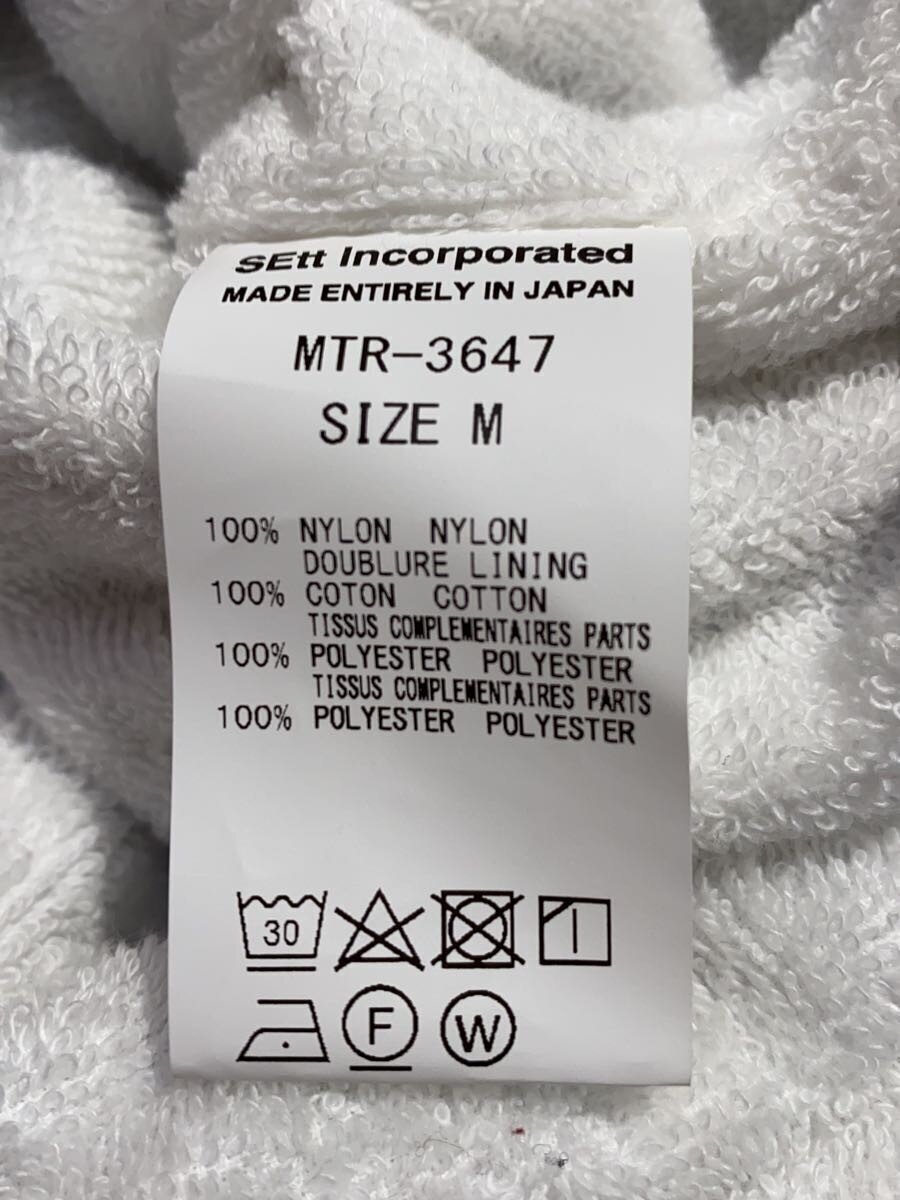 SEtt Incorporated
MADE ENTIRELY IN JAPAN
MTR-3647
SIZE M
100% NYLON NYLON
DOUBLURE LINING
100% COTON COTTON
TISSUS COMPLEMENTAIRES PARTS
100% POLYESTER POLYESTER
TISSUS COMPLEMENTAIRES PARTS
100% POLYESTER POLYESTER
30
F W